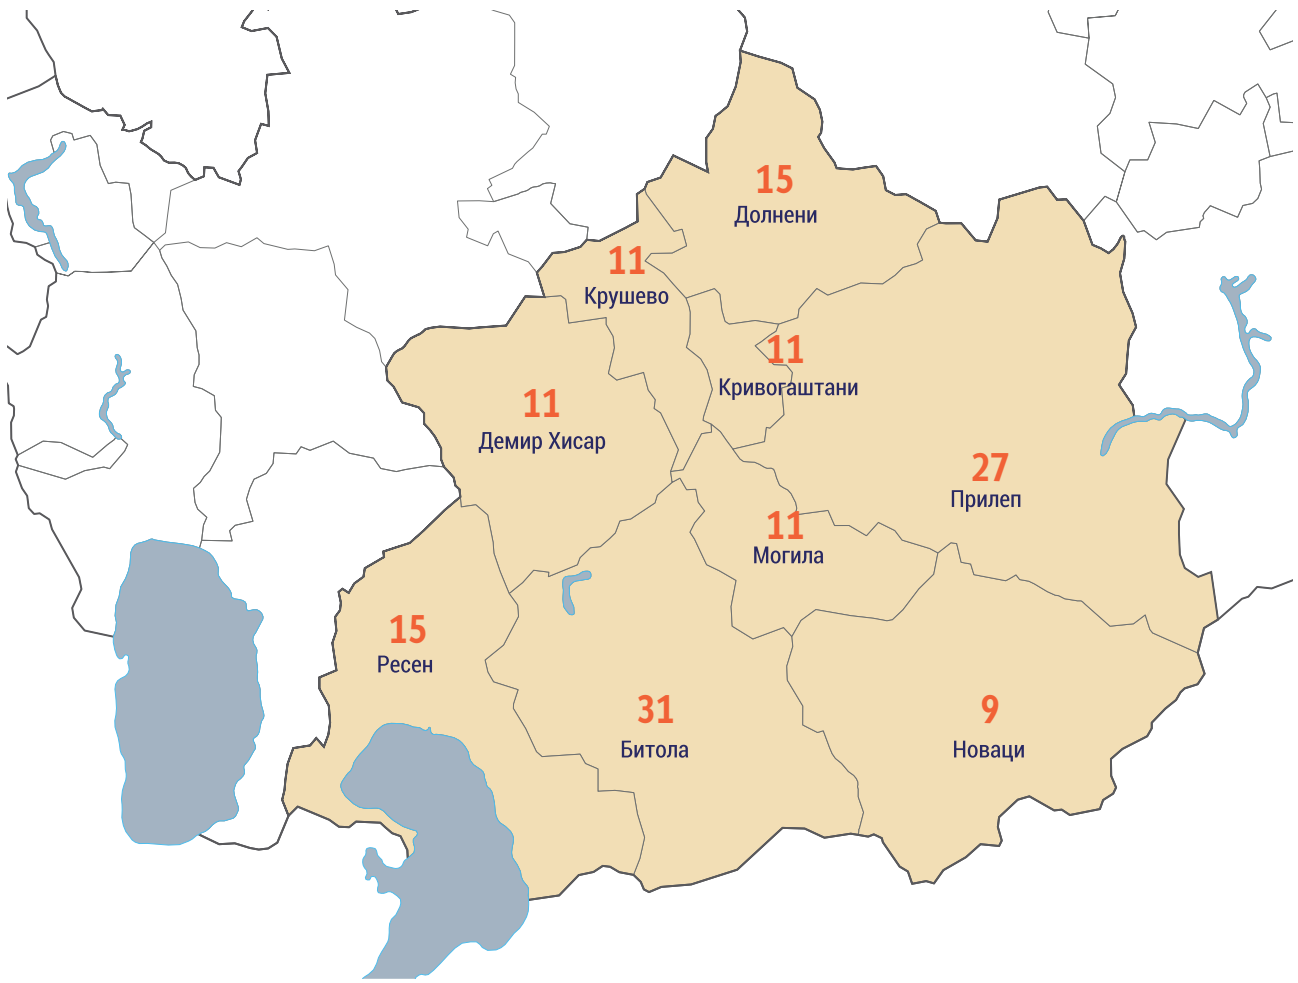 15
Долнени
11
Крушево
11
Кривогаштани
11
Демир Хисар
27
Прилеп
11
Могила
15
Ресен
31
Битола
9
Новаци